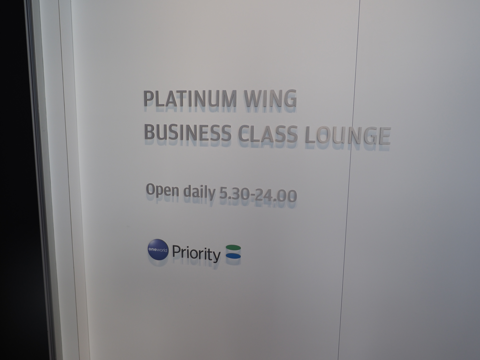 PLATINUM WING
BUSINESS CLASS LOUNGE
Open daily 5.30-24.00
Priority